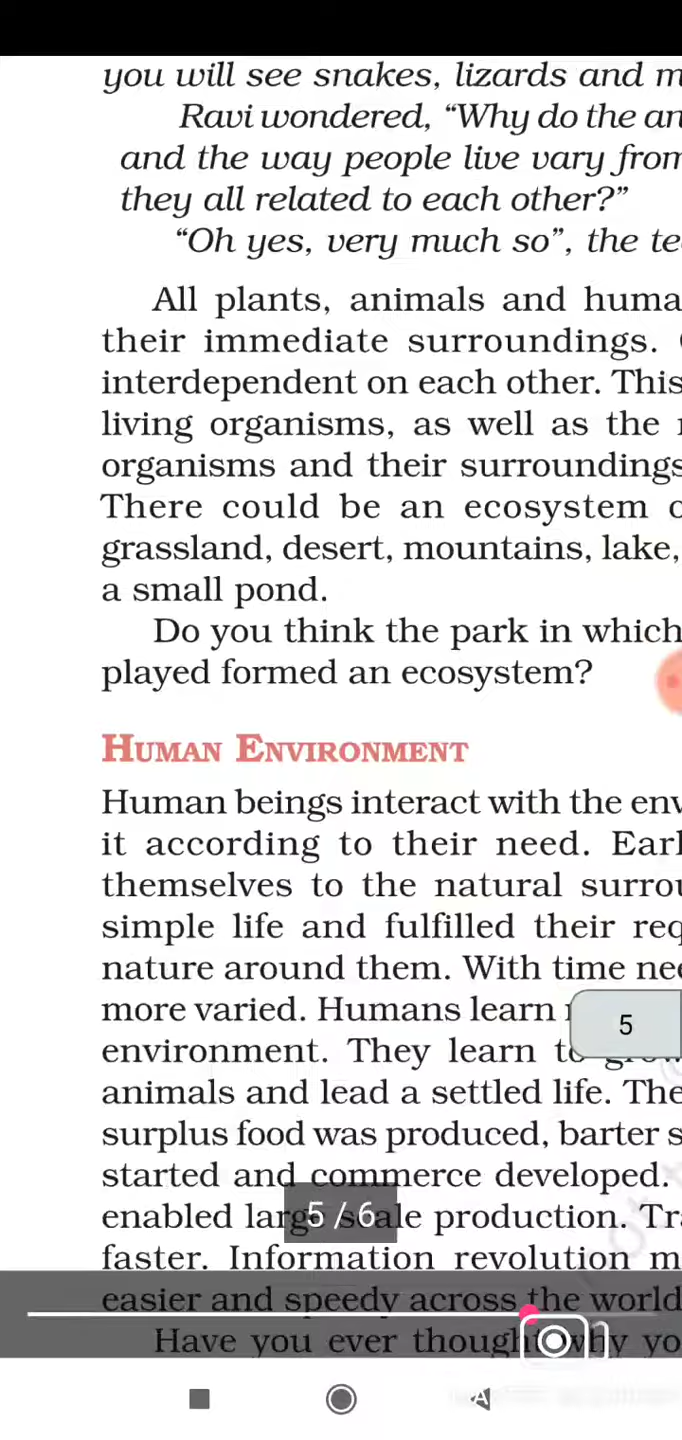 you will see snakes, lizards and m
Ravi wondered, “Why do the an
and the way people live vary from
they all related to each other?”
“Oh yes, very much so”, the te
All plants, animals and huma
their immediate surroundings.
interdependent on each other. This
living organisms, as well as the
organisms and their surroundings
There could be an ecosystem
grassland, desert, mountains, lake,
a small pond.
Do you think the park in which
played formed an ecosystem?
HUMAN ENVIRONMENT
Human beings interact with the env
it according to their need. Earl
themselves to the natural surrou
simple life and fulfilled their req
nature around them. With time nee
more varied. Humans learn
5
environment. They learn to grow
animals and lead a settled life. The
surplus food was produced, barter s
started and commerce developed.
enabled large scale production. Tra
5 / 6
faster. Information revolution m
easier and speedy across the world
Have you ever thought why yo
A